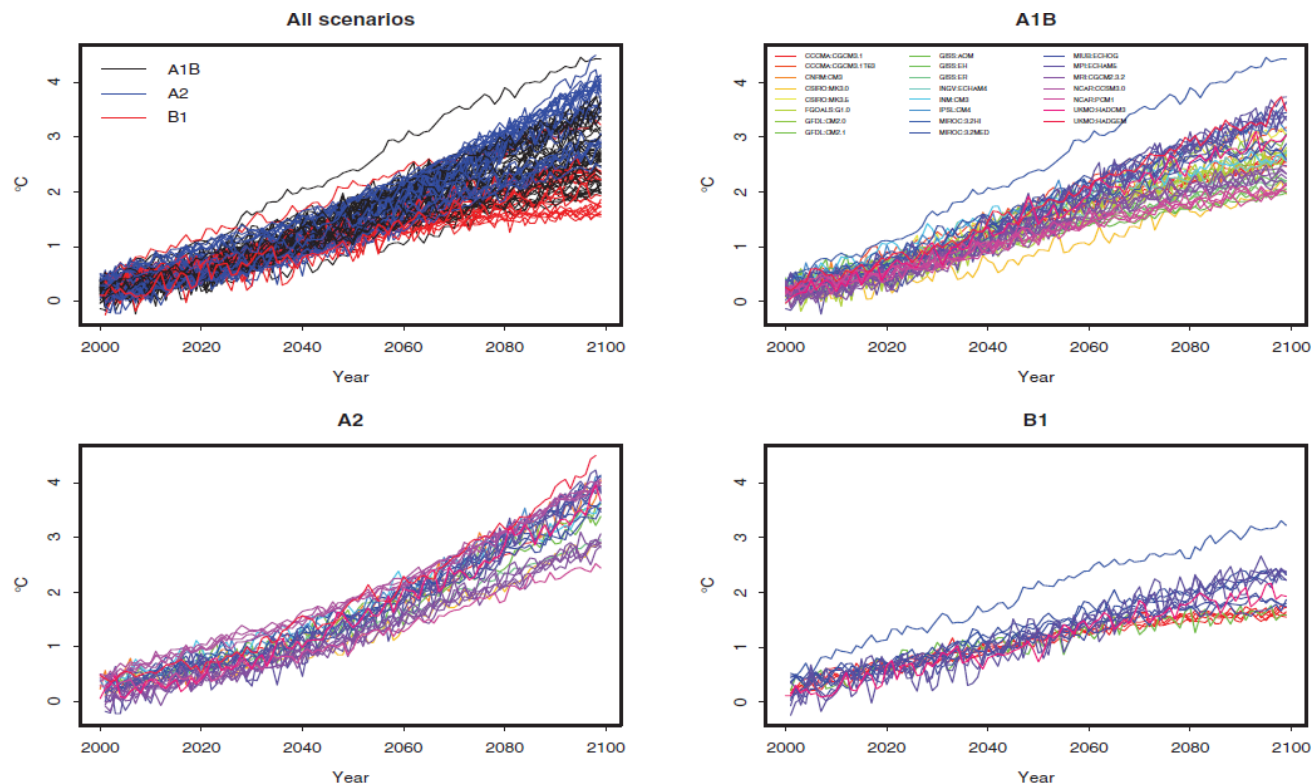 All scenarios
4
3
2
1
0
°C
A1B
A2
B1
2000 2020 2040 2060 2080 2100
Year
A1B
4
3
2
1
0
°C
CCCMA:CGCM3.1
CCCMA:CGCM3.1T63
CNRM:CM3
CSIRO:MK3.0
CSIRO:MK3.5
FGOALS:G1.0
GFDL:CM2.0
GFDL:CM2.1
GISS:AOM
GISS:EH
GISS:ER
INGV:ECHAM4
INM:CM3
IPSL:CM4
MIROC:3.2HI
MIROC:3.2MED
MIUB:ECHOG
MPI:ECHAM5
MRI:CGCM2.3.2
NCAR:CCSM3.0
NCAR:PCM1
UKMO:HADCM3
UKMO:HADGEM
2000 2020 2040 2060 2080 2100
Year
A2
4
3
2
1
0
°C
2000 2020 2040 2060 2080 2100
Year
B1
4
3
2
1
0
°C
2000 2020 2040 2060 2080 2100
Year